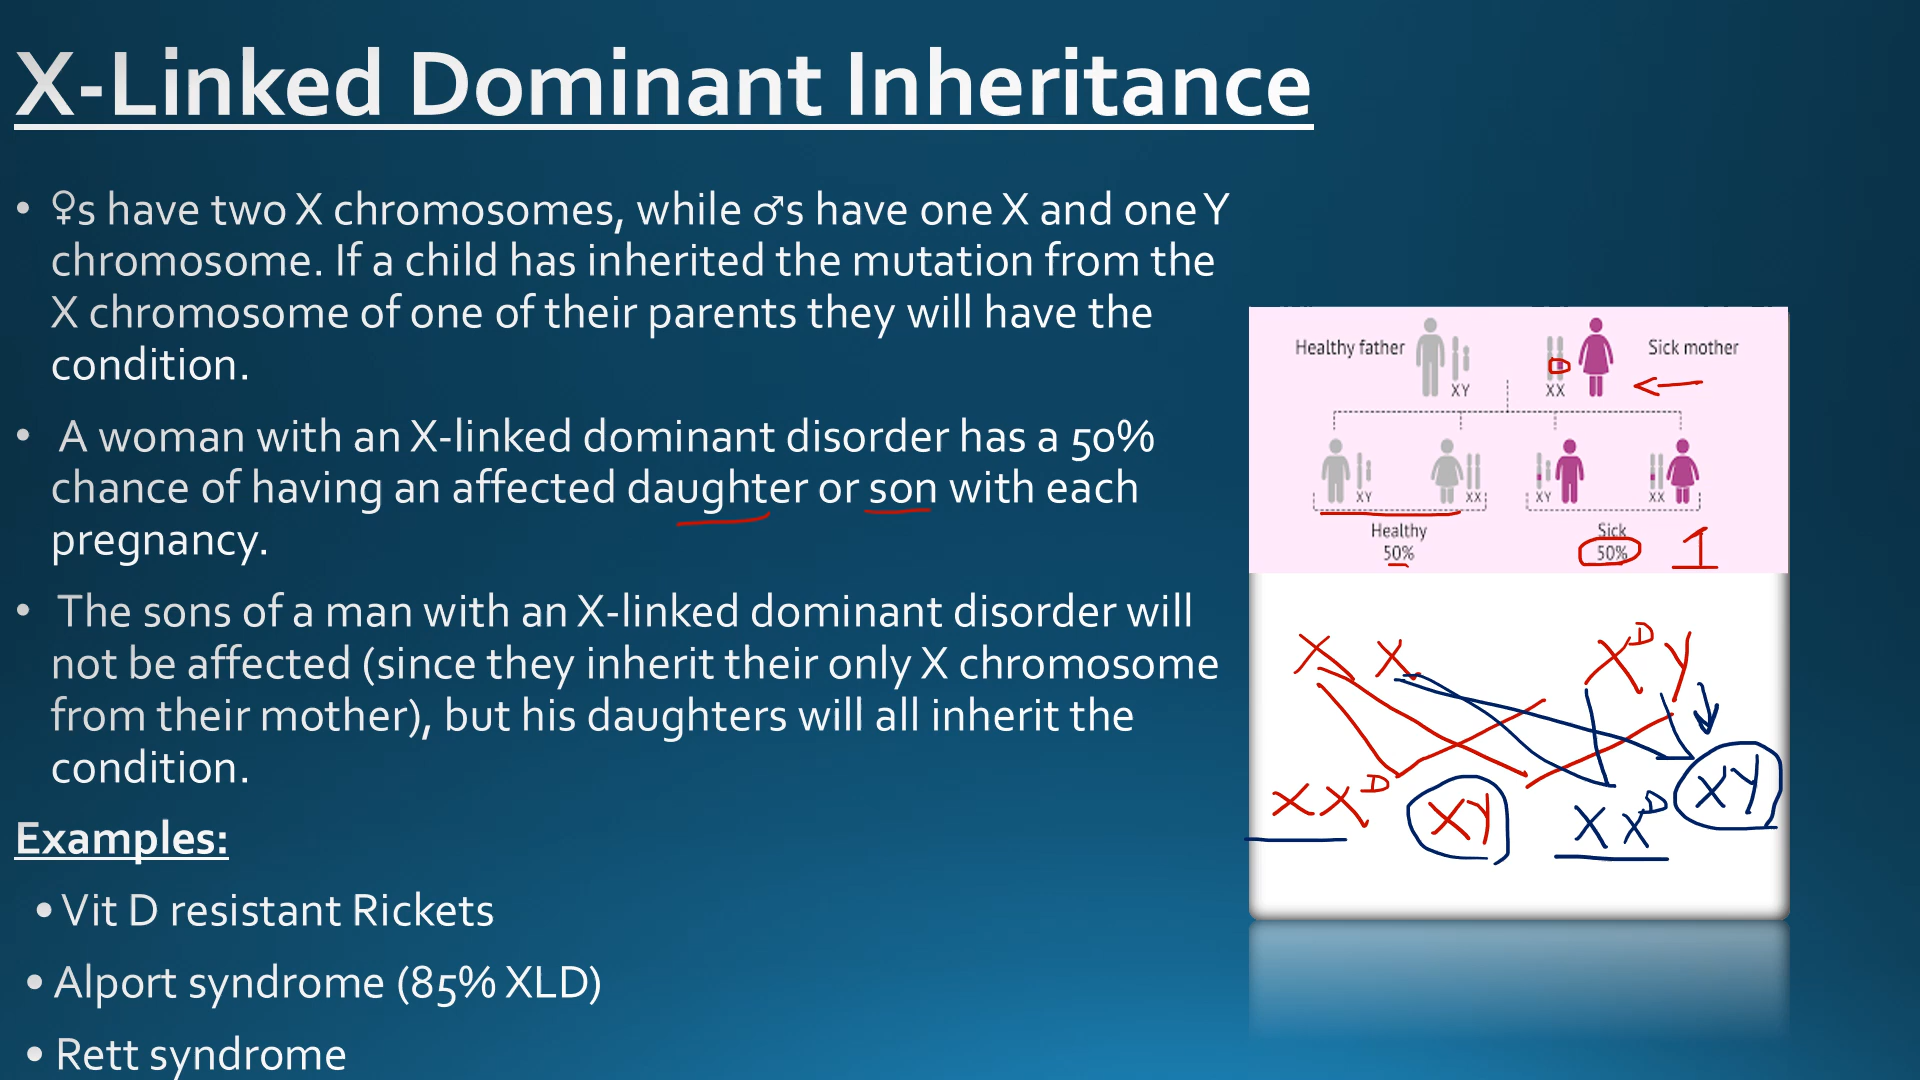 X-Linked Dominant Inheritance
• ♀s have two X chromosomes, while ♂s have one X and one Y
chromosome. If a child has inherited the mutation from the
X chromosome of one of their parents they will have the
condition.
• A woman with an X-linked dominant disorder has a 50%
chance of having an affected daughter or son with each
pregnancy.
• The sons of a man with an X-linked dominant disorder will
not be affected (since they inherit their only X chromosome
from their mother), but his daughters will all inherit the
condition.
Examples:
• Vit D resistant Rickets
• Alport syndrome (85% XLD)
• Rett syndrome
Healthy father
Sick mother
D
XY
XX
XY
XX
XY
XX
Healthy
50%
Sick
50%
1
X X
X^D Y
XX^D
XY
XX^D
XY